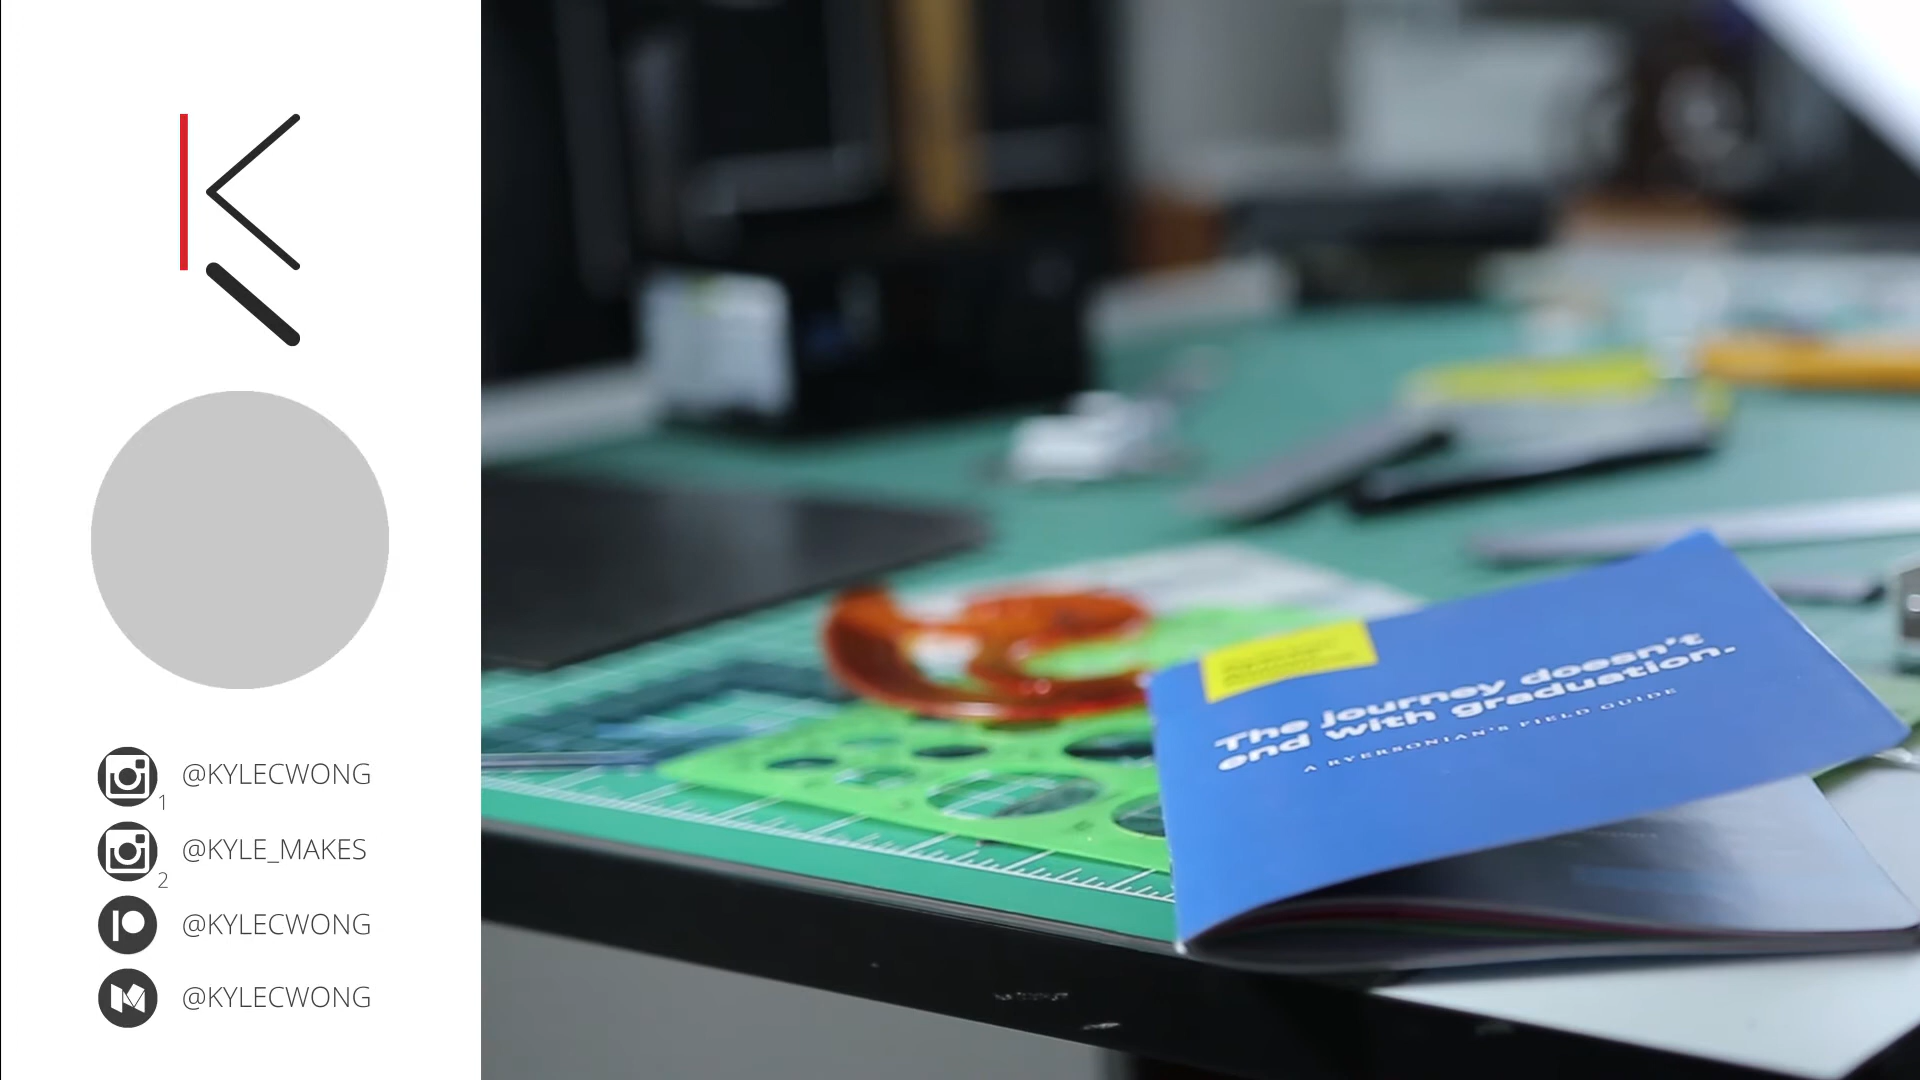 @KYLECWONG
1
@KYLE_MAKES
2
@KYLECWONG
@KYLECWONG
The journey doesn't
end with graduation.
A RYERSONIAN'S FIELD GUIDE